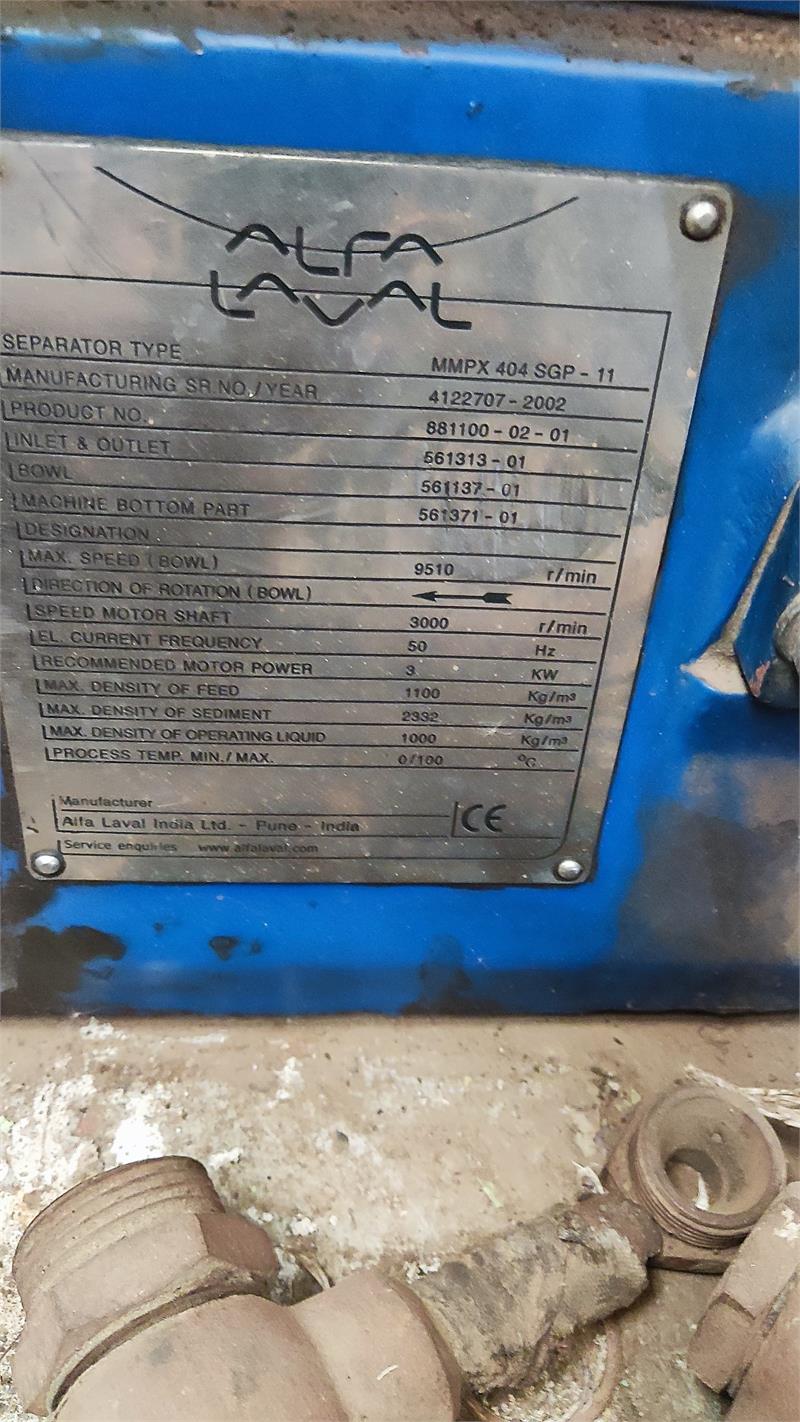 ALFA
LAVAL
SEPARATOR TYPE MMPX 404 SGP - 11
MANUFACTURING SR.NO./YEAR 4122707 - 2002
PRODUCT NO. 881100 - 02 - 01
INLET & OUTLET 561313 - 01
BOWL 561137 - 01
MACHINE BOTTOM PART 561371 - 01
DESIGNATION
MAX. SPEED (BOWL) 9510 r/min
DIRECTION OF ROTATION (BOWL)
SPEED MOTOR SHAFT 3000 r/min
EL. CURRENT FREQUENCY 50 Hz
RECOMMENDED MOTOR POWER 3 KW
MAX. DENSITY OF FEED 1100 Kg/m³
MAX. DENSITY OF SEDIMENT 2332 Kg/m³
MAX. DENSITY OF OPERATING LIQUID 1000 Kg/m³
PROCESS TEMP. MIN./MAX. 0/100 °C
Manufacturer
Alfa Laval India Ltd. - Pune - India CE
Service enquiries www.alfalaval.com